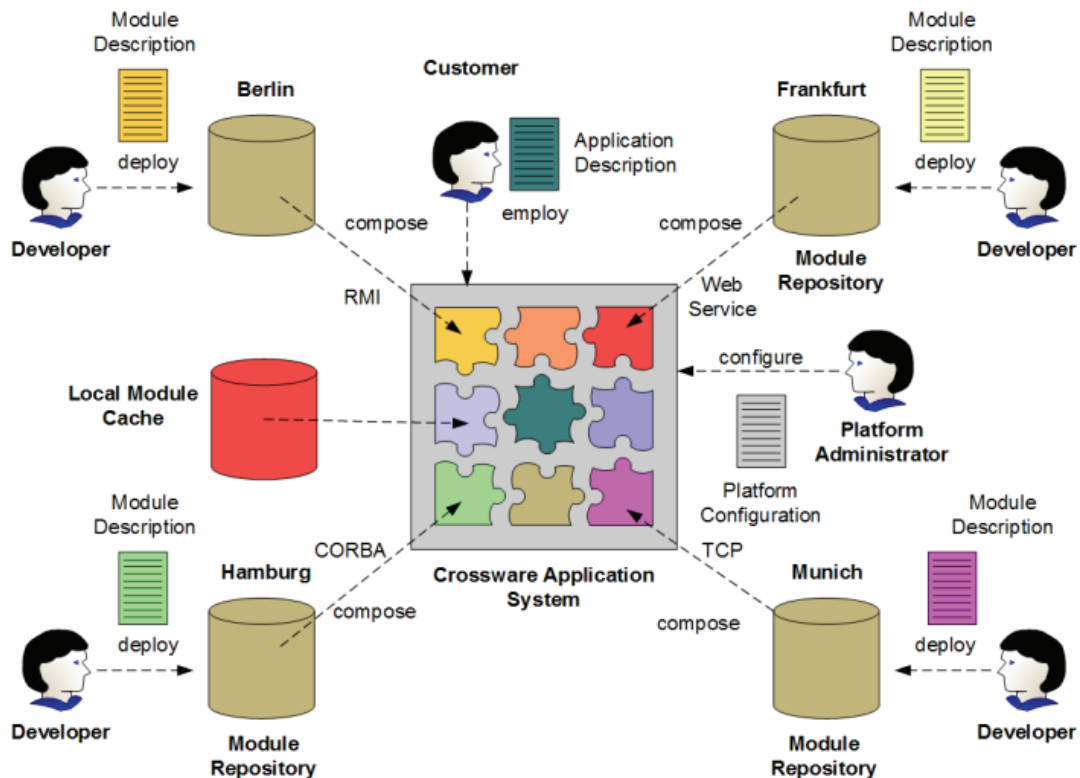 Module
Description
Berlin
deploy
Developer
compose
RMI
Customer
Application
Description
employ
Frankfurt
Module
Description
deploy
Developer
Module
Repository
compose
Web
Service
Local Module
Cache
configure
Platform
Administrator
Platform
Configuration
Module
Description
Hamburg
deploy
Developer
Module
Repository
CORBA
compose
Crossware Application
System
TCP
compose
Munich
Module
Description
deploy
Developer
Module
Repository